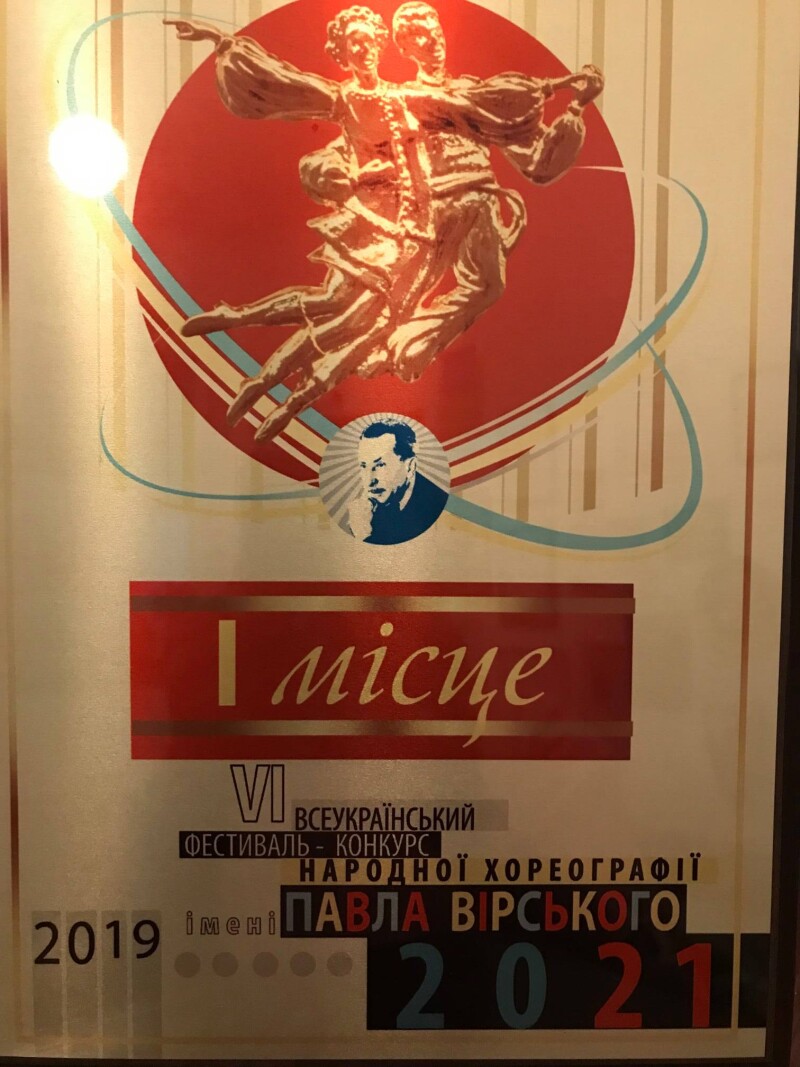 І місце
VI ВСЕУКРАЇНСЬКИЙ
ФЕСТИВАЛЬ - КОНКУРС
НАРОДНОЇ ХОРЕОГРАФІЇ
імені ПАВЛА ВІРСЬКОГО
2019
2021